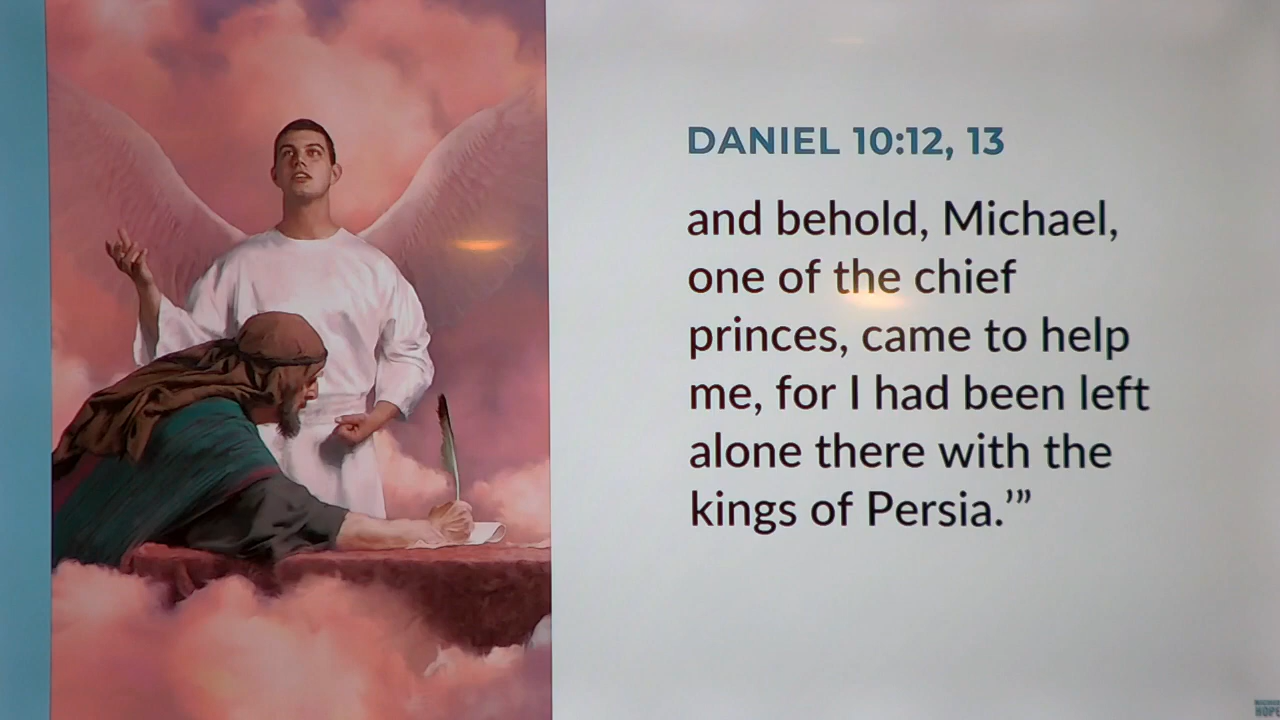 DANIEL 10:12, 13
and behold, Michael,
one of the chief
princes, came to help
me, for I had been left
alone there with the
kings of Persia.’”
HOPE